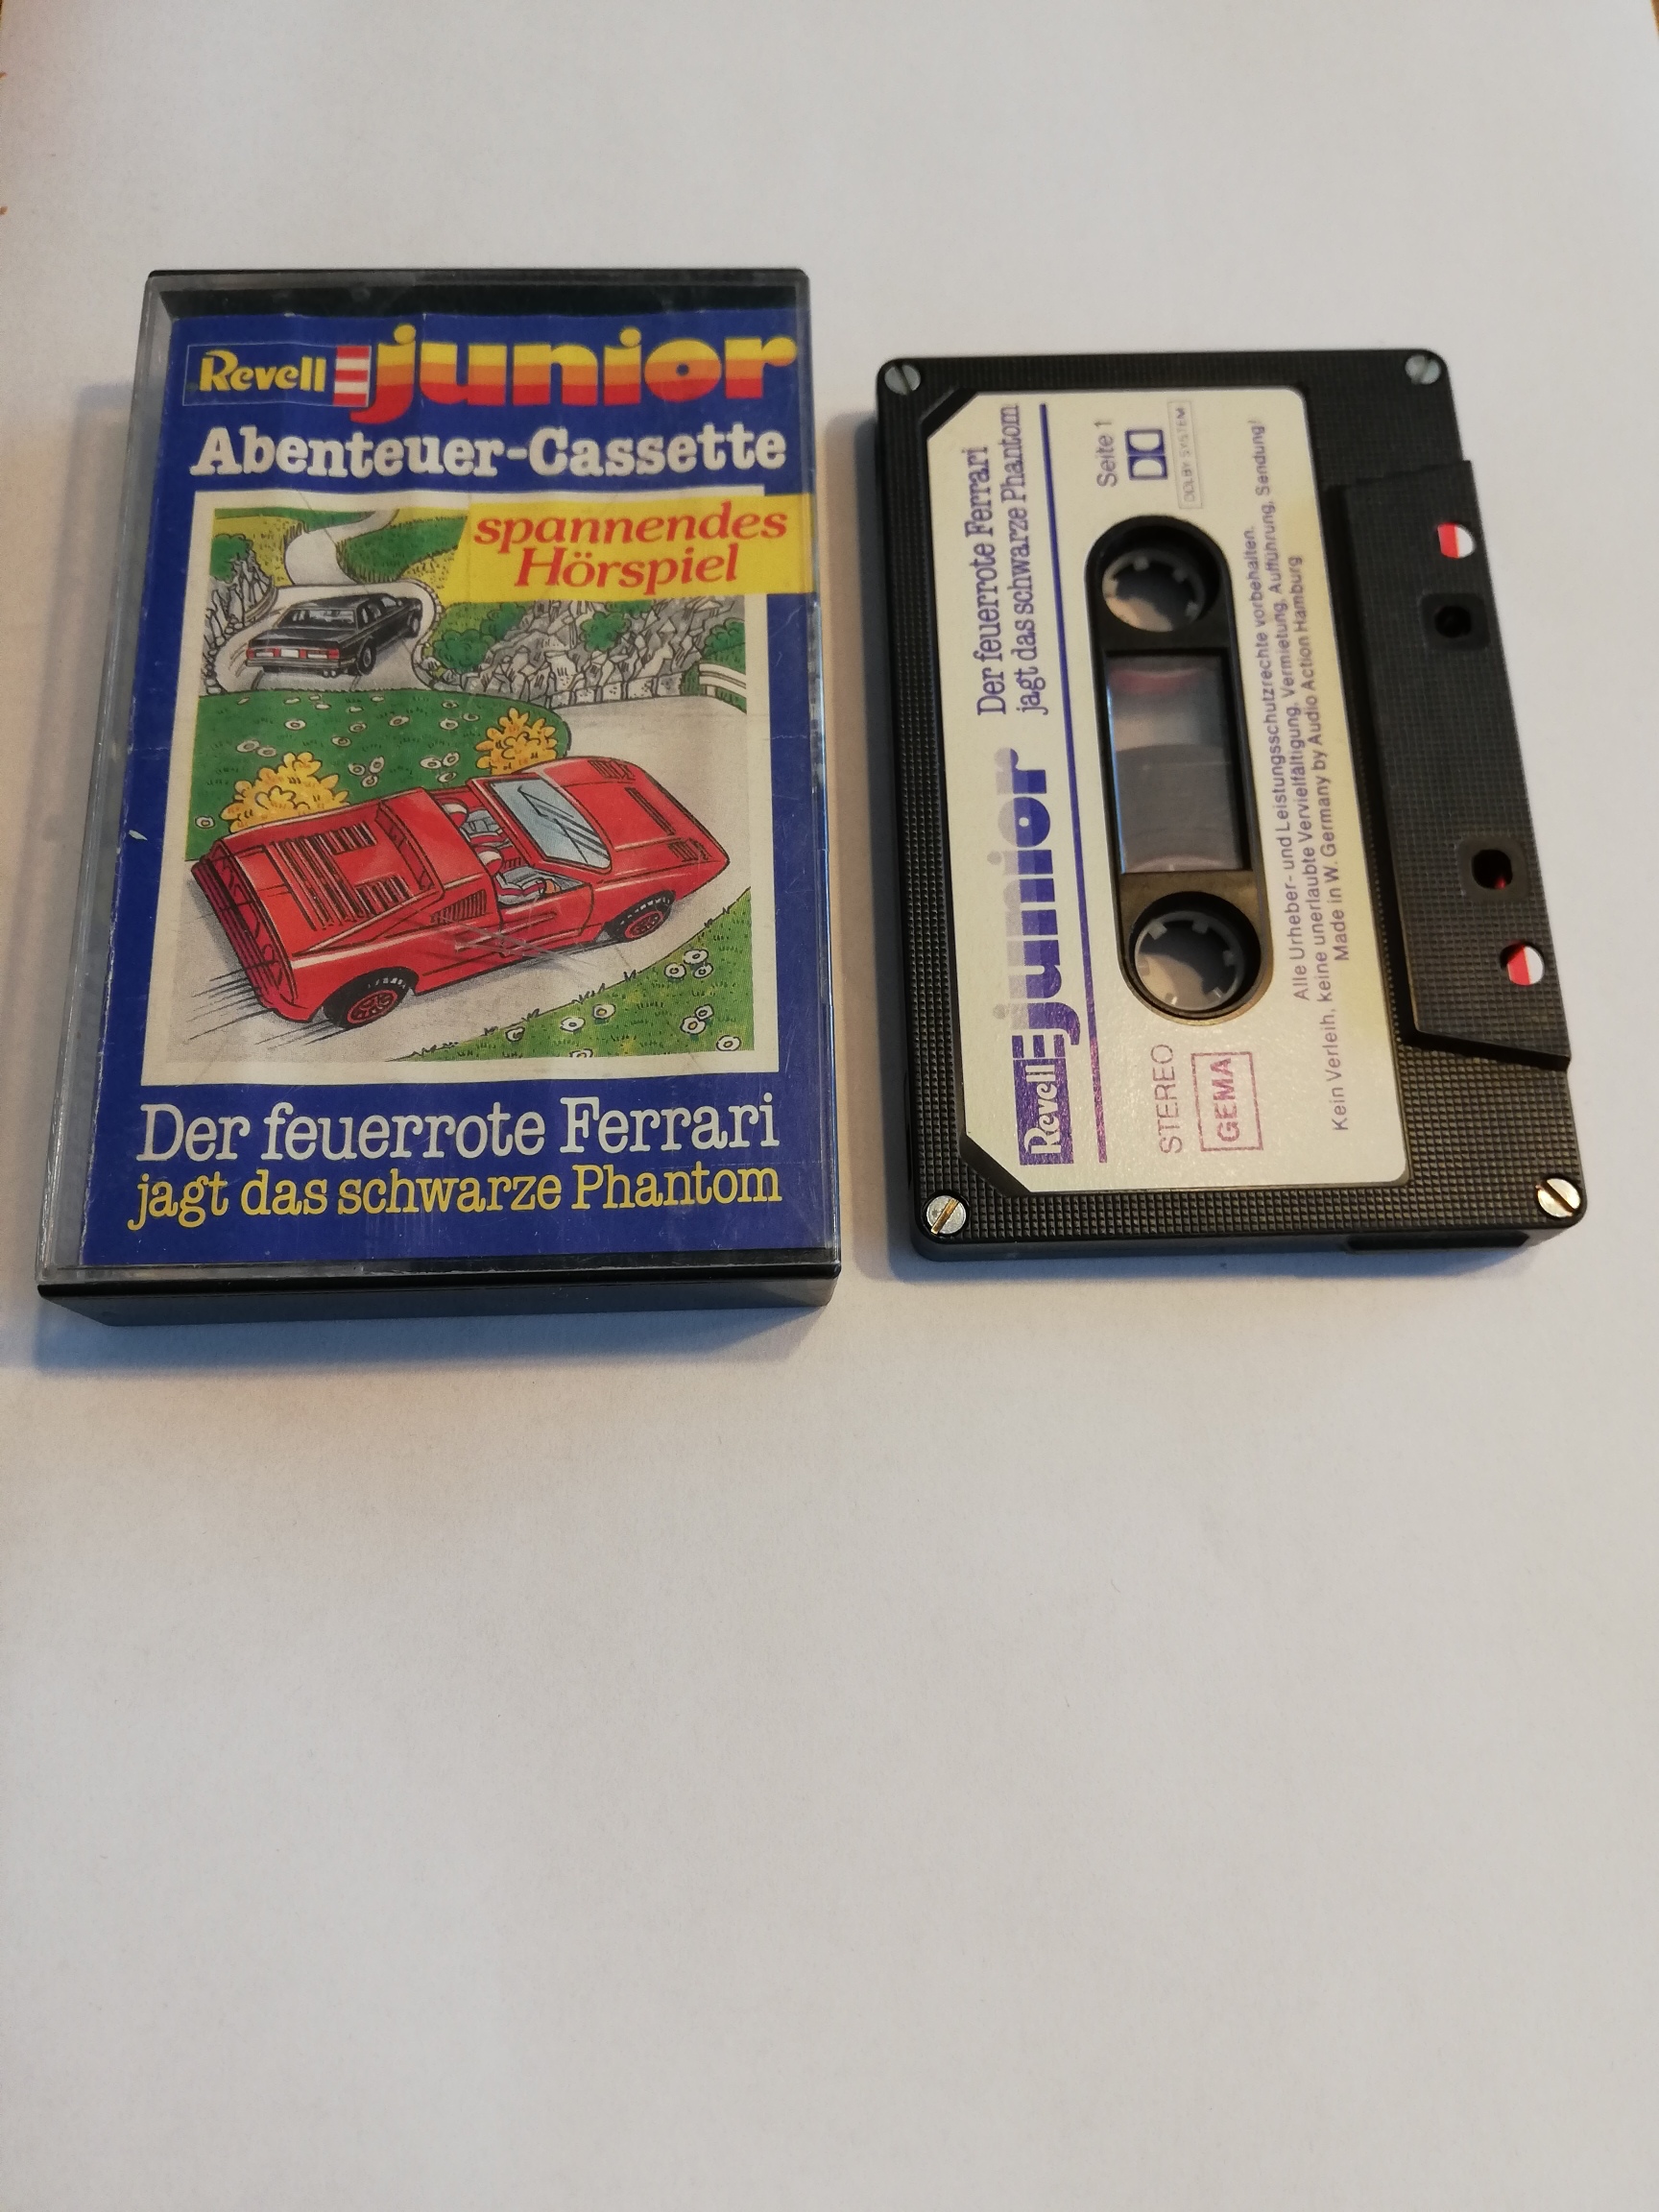 Revell junior
Abenteuer-Cassette
spannendes
Hörspiel
Der feuerrote Ferrari
jagt das schwarze Phantom
Revell junior
Der feuerrote Ferrari
jagt das schwarze Phantom
STEREO
GEMA
Seite 1
DOLBY SYSTEM
Alle Urheber- und Leistungsschutzrechte vorbehalten.
Kein Verleih, keine unerlaubte Vervielfältigung, Vermietung, Aufführung, Sendung!
Made in W. Germany by Audio Action Hamburg